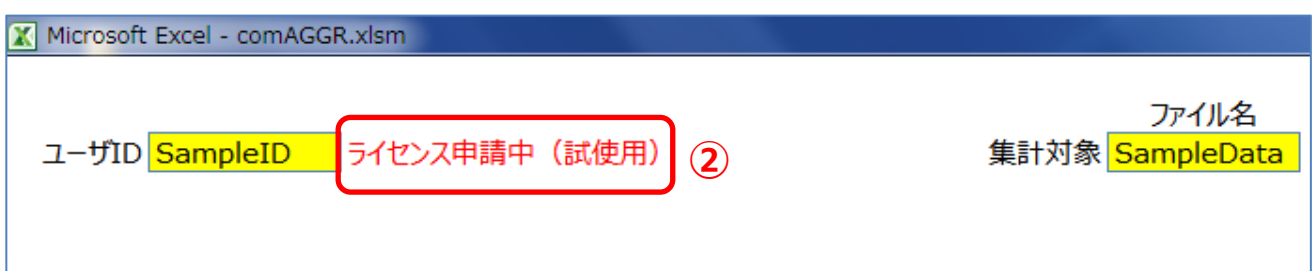 Microsoft Excel - comAGGR.xlsm
ファイル名
ユーザID SampleID ライセンス申請中（試使用） ② 集計対象 SampleData